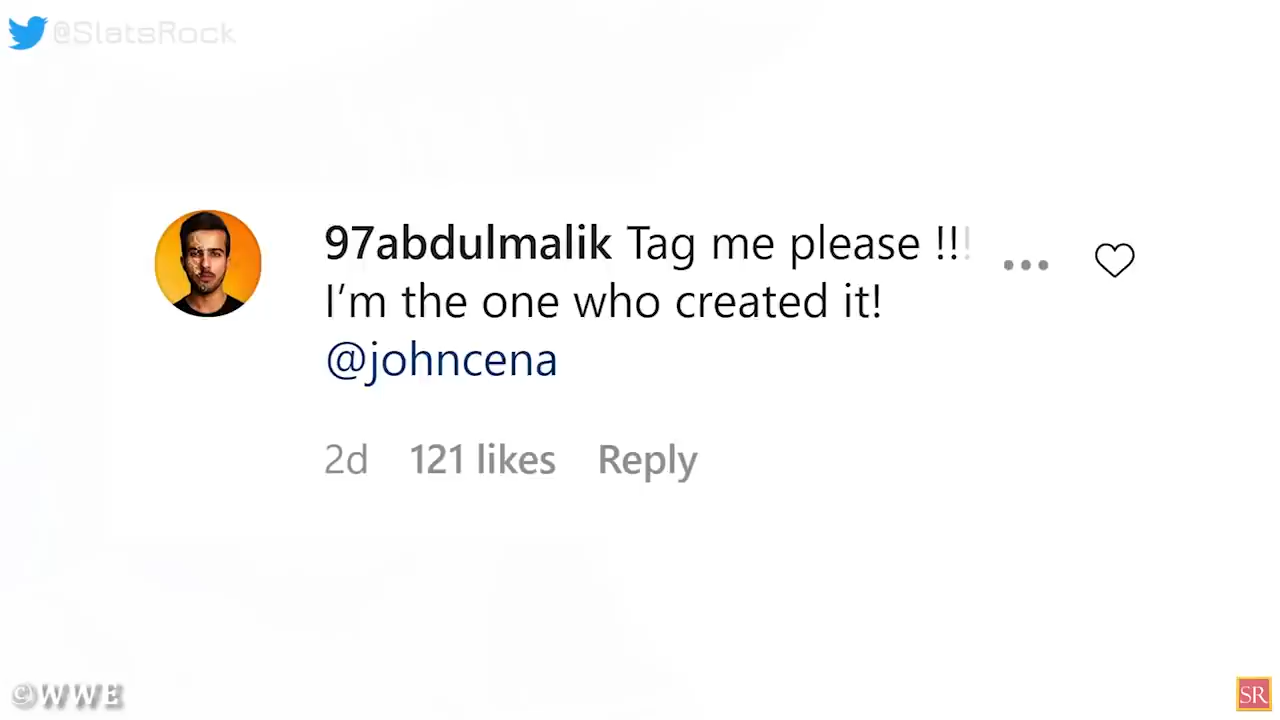 @SlatsRock
97abdulmalik Tag me please !!!
I’m the one who created it!
@johncena
2d 121 likes Reply
©WWE
SR